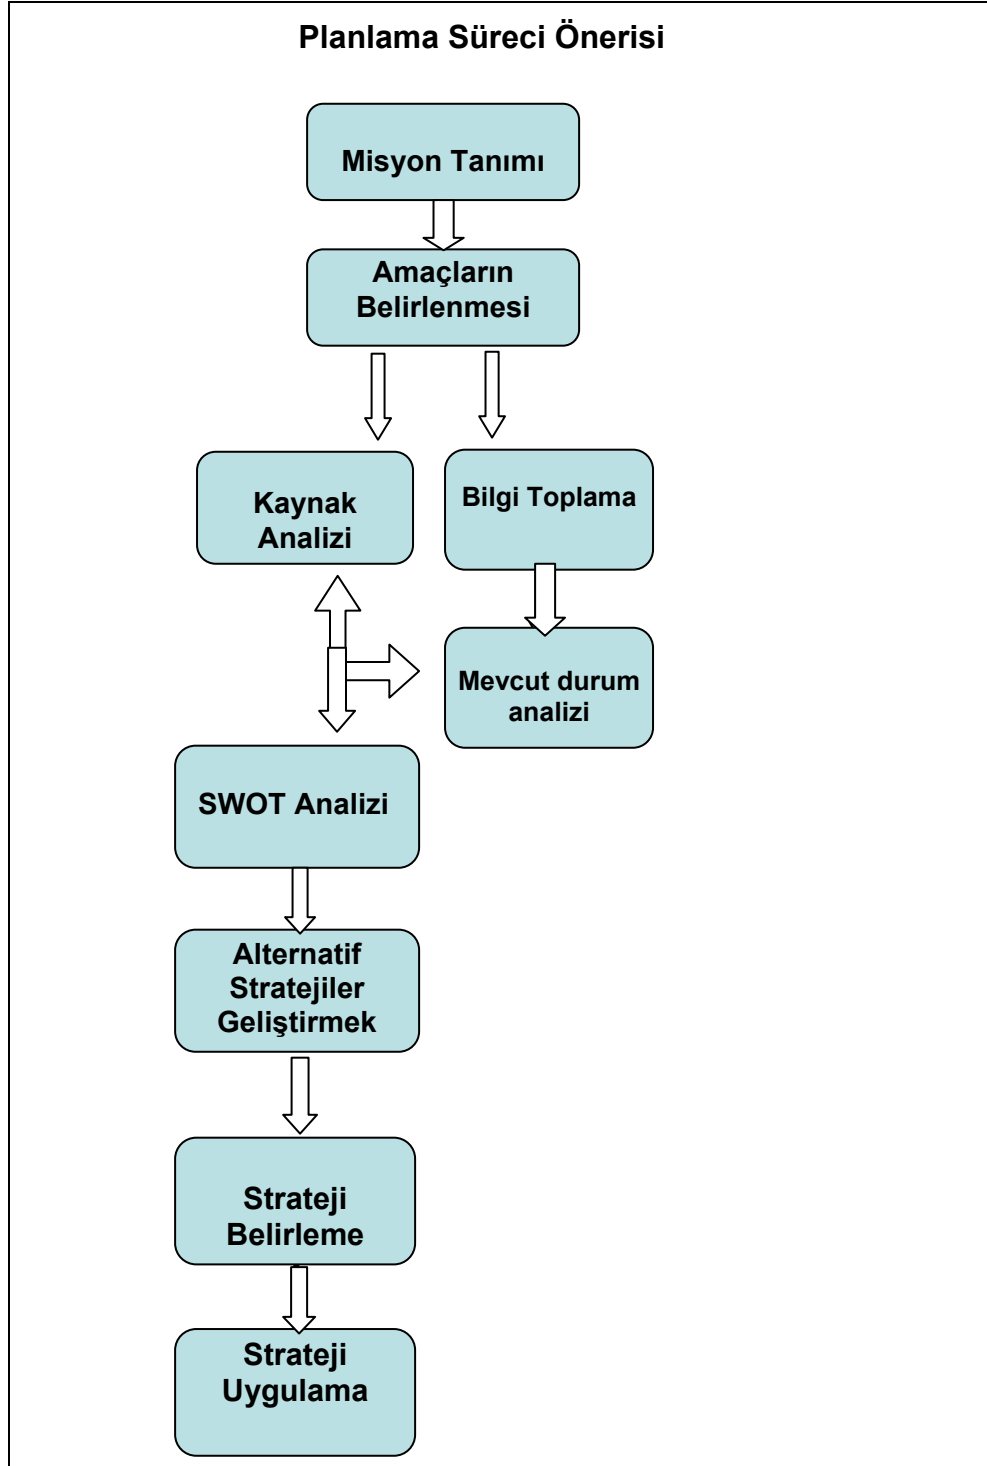 Planlama Süreci Önerisi
Misyon Tanımı
Amaçların
Belirlenmesi
Kaynak
Analizi
Bilgi Toplama
Mevcut durum
analizi
SWOT Analizi
Alternatif
Stratejiler
Geliştirmek
Strateji
Belirleme
Strateji
Uygulama